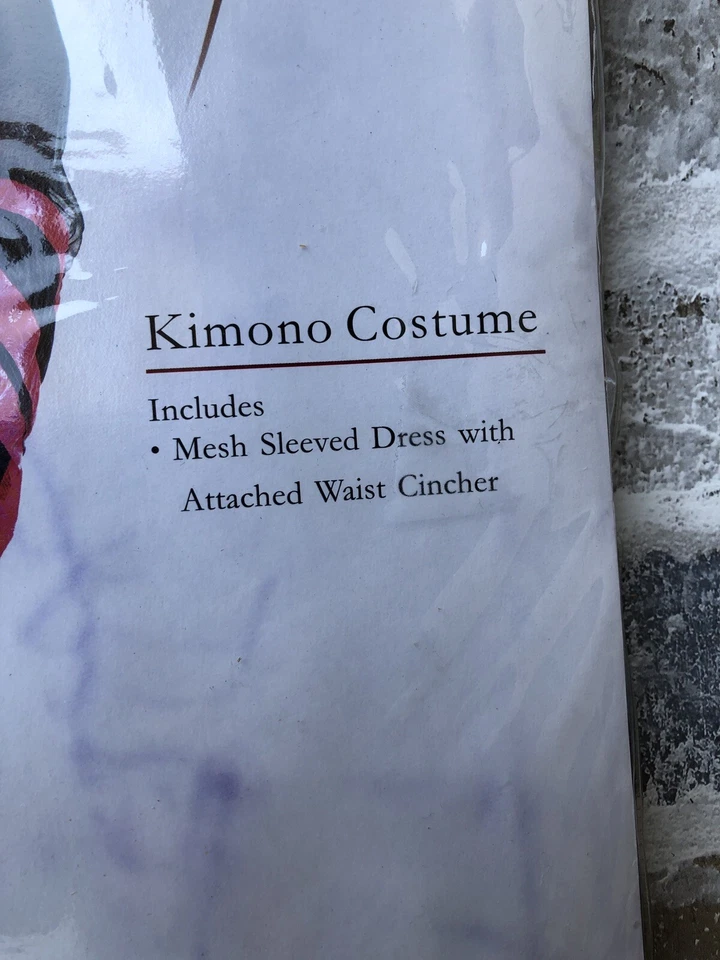 Kimono Costume
Includes
• Mesh Sleeved Dress with
Attached Waist Cincher